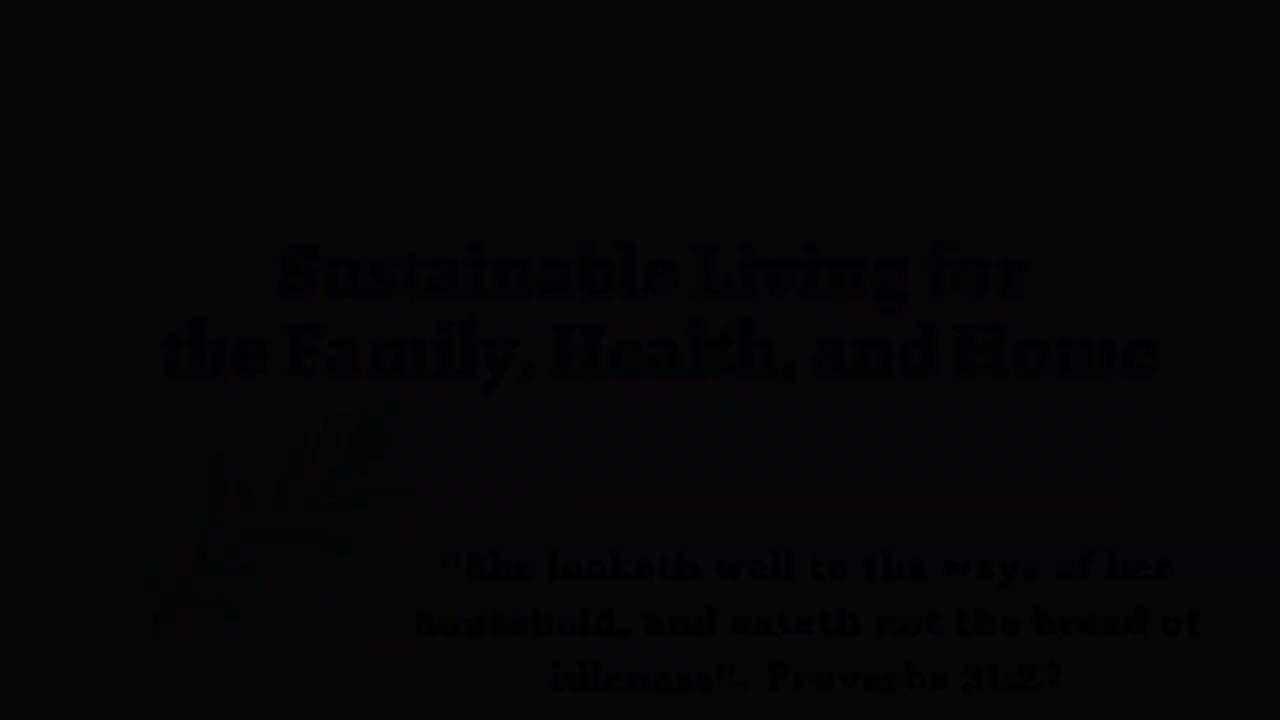 Sustainable Living for
the Family, Health, and Home
"She looketh well to the ways of her
household, and eateth not the bread of
idleness". Proverbs 31:27